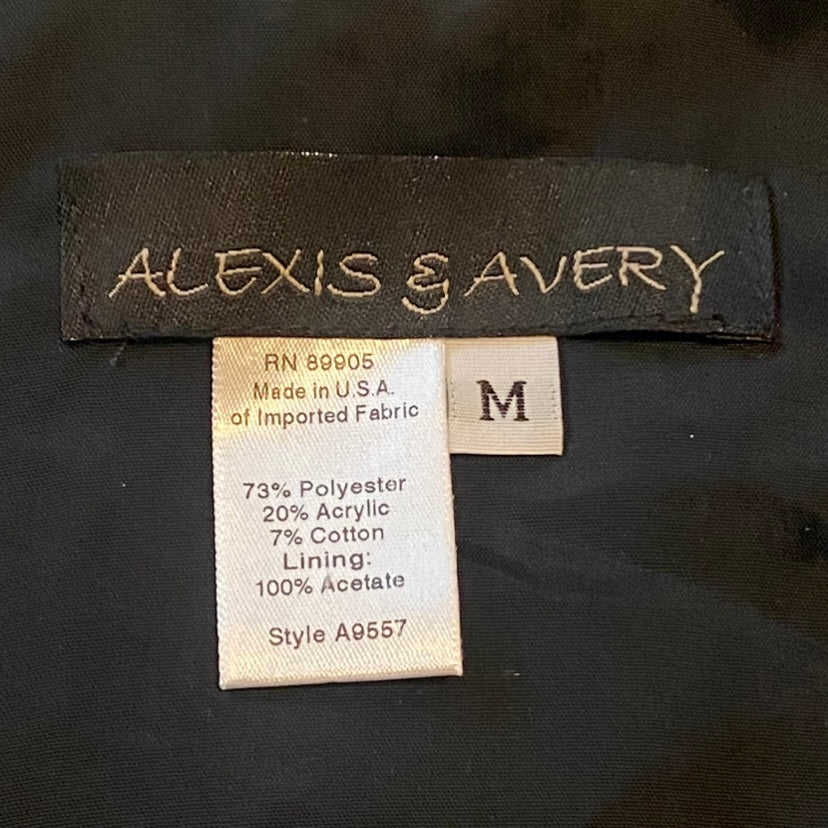 ALEXIS & AVERY
RN 89905
Made in U.S.A.
of Imported Fabric
M
73% Polyester
20% Acrylic
7% Cotton
Lining:
100% Acetate
Style A9557